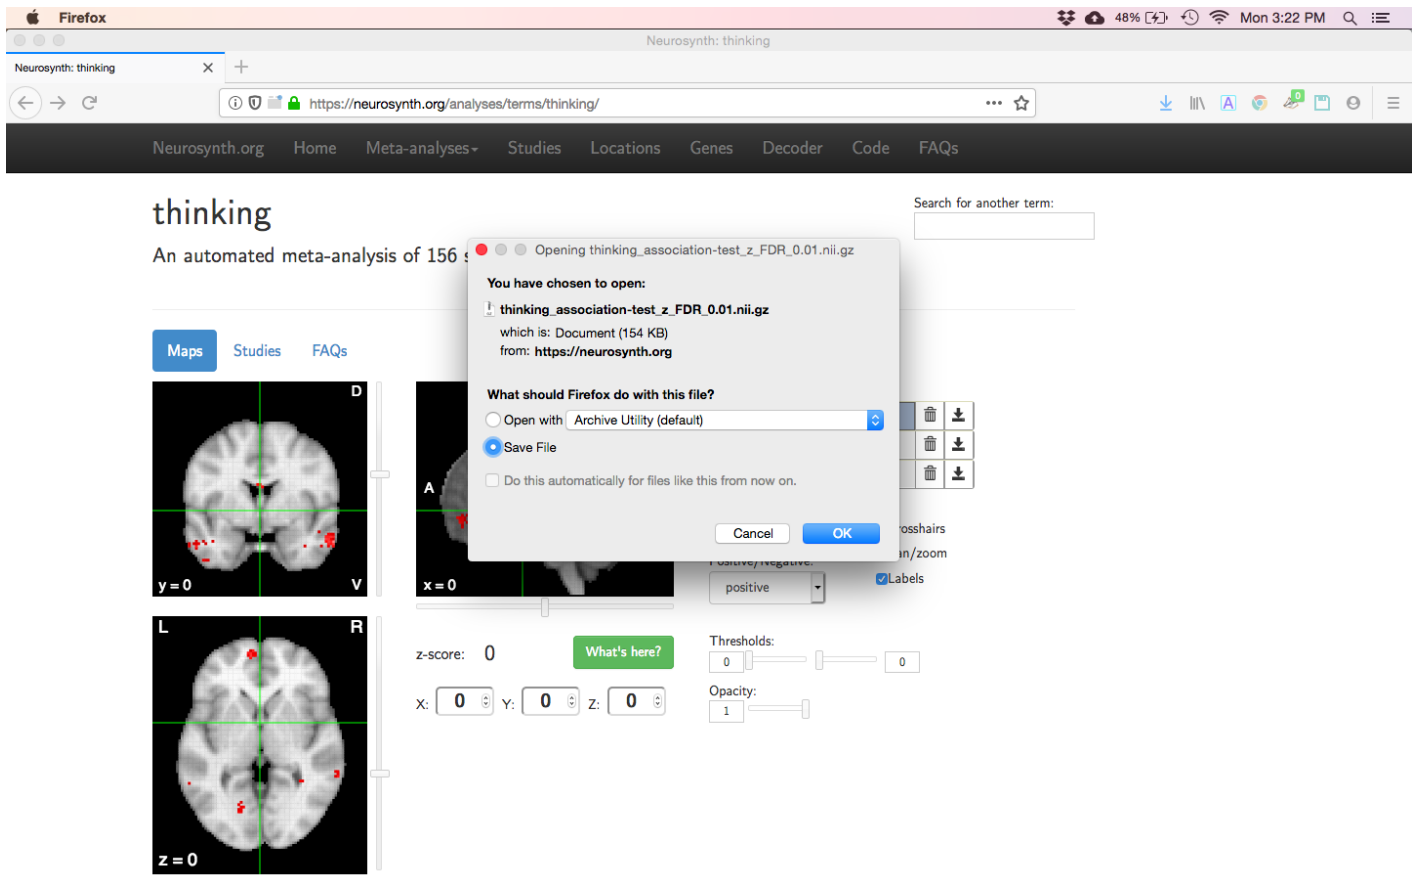 Firefox
48%
Mon 3:22 PM
Neurosynth: thinking
Neurosynth: thinking
https://neurosynth.org/analyses/terms/thinking/
A
0
Neurosynth.org Home Meta-analyses Studies Locations Genes Decoder Code FAQs
thinking
Search for another term:
An automated meta-analysis of 156 s
Opening thinking_association-test_z_FDR_0.01.nii.gz
You have chosen to open:
thinking_association-test_z_FDR_0.01.nii.gz
which is: Document (154 KB)
from: https://neurosynth.org
What should Firefox do with this file?
Open with Archive Utility (default)
Save File
Do this automatically for files like this from now on.
Cancel OK
Maps Studies FAQs
D
A
y = 0 V
x = 0
rosshairs
an/zoom
Positive/Negative:
positive
Labels
L R
z = 0
z-score: 0
What's here?
X: 0 Y: 0 Z: 0
Thresholds:
0 0
Opacity:
1